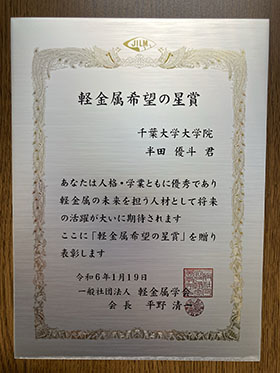 JILM
軽金属希望の星賞
千葉大学大学院
半田 優斗 君
あなたは人格・学業ともに優秀であり
軽金属の未来を担う人材として将来
の活躍が大いに期待されます
ここに「軽金属希望の星賞」を贈り
表彰します
令和6年1月19日
一般社団法人 軽金属学会
会長 平野 清一